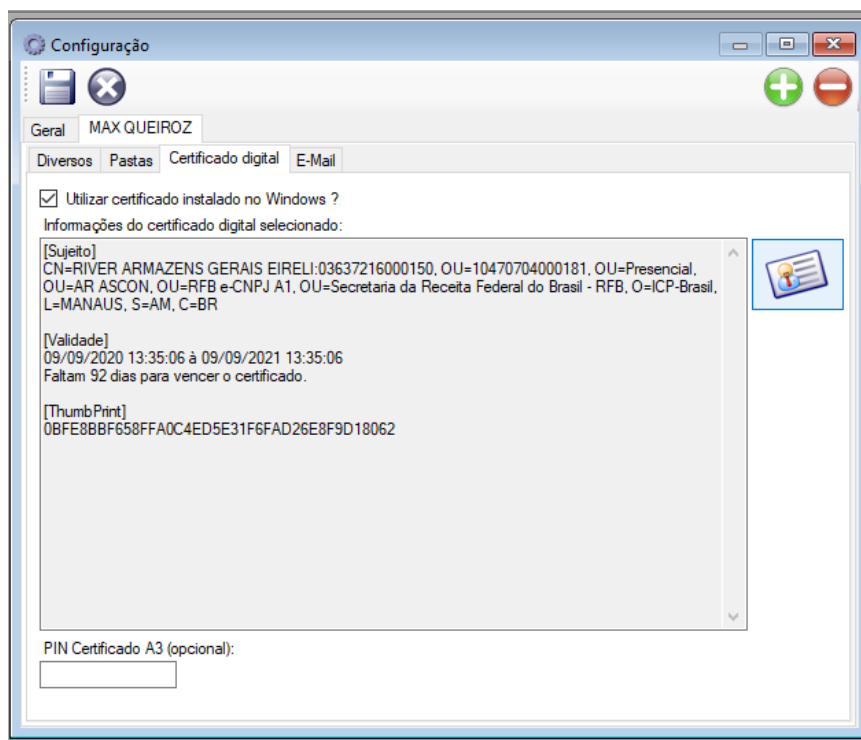 Configuração
Geral MAX QUEIROZ
Diversos Pastas Certificado digital E-Mail
Utilizar certificado instalado no Windows ?
Informações do certificado digital selecionado:
[Sujeito]
CN=RIVER ARMAZENS GERAIS EIRELI:03637216000150, OU=10470704000181, OU=Presencial,
OU=AR ASCON, OU=RFB e-CNPJ A1, OU=Secretaria da Receita Federal do Brasil - RFB, O=ICP-Brasil,
L=MANAUS, S=AM, C=BR
[Validade]
09/09/2020 13:35:06 à 09/09/2021 13:35:06
Faltam 92 dias para vencer o certificado.
[ThumbPrint]
0BFE8BBF658FFA0C4ED5E31F6FAD26E8F9D18062
PIN Certificado A3 (opcional):